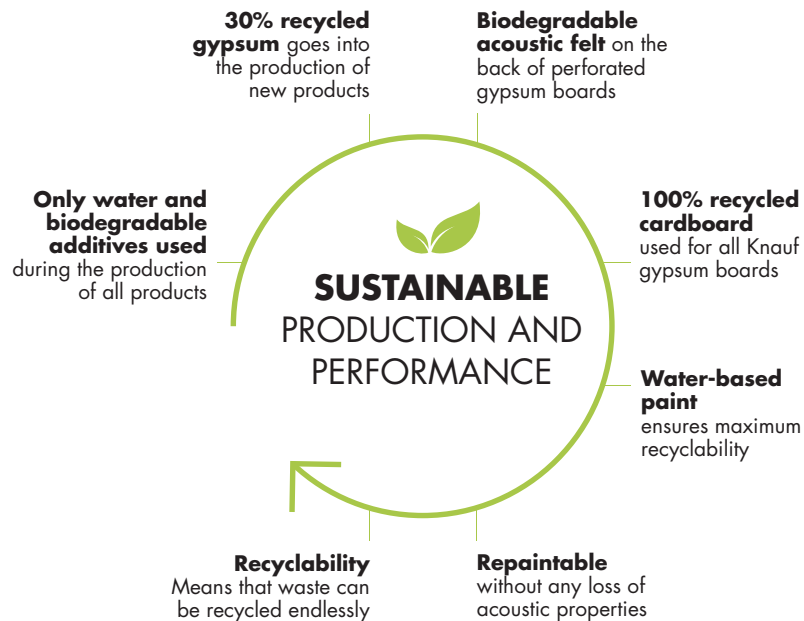 30% recycled
gypsum goes into
the production of
new products
Biodegradable
acoustic felt on the
back of perforated
gypsum boards
Only water and
biodegradable
additives used
during the production
of all products
100% recycled
cardboard
used for all Knauf
gypsum boards
SUSTAINABLE
PRODUCTION AND
PERFORMANCE
Water-based
paint
ensures maximum
recyclability
Recyclability
Means that waste can
be recycled endlessly
Repaintable
without any loss of
acoustic properties